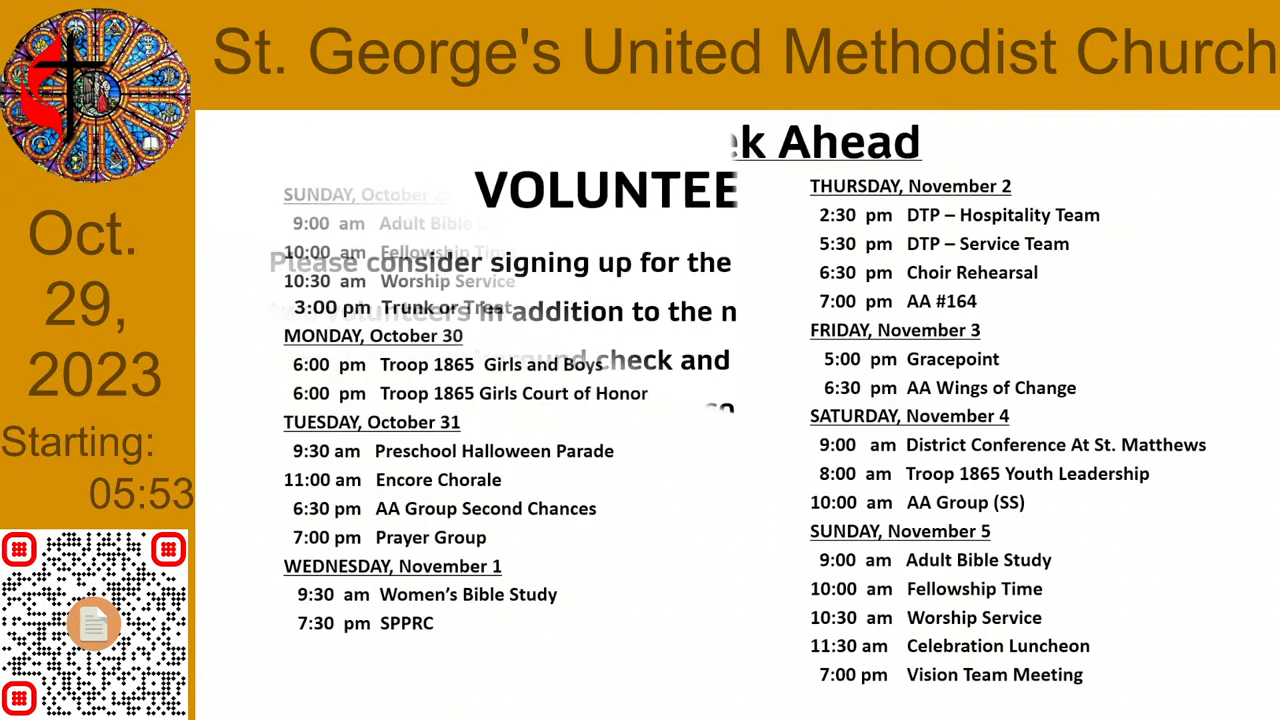 St. George's United Methodist Church
Oct.
29,
2023
Starting:
05:53
ek Ahead
VOLUNTEE
Please consider signing up for the
volunteers in addition to the n
check and
SUNDAY, October
9:00 am Adult Bible
10:00 am Fellowship Time
10:30 am Worship Service
3:00 pm Trunk or Treat
MONDAY, October 30
6:00 pm Troop 1865 Girls and Boys
6:00 pm Troop 1865 Girls Court of Honor
TUESDAY, October 31
9:30 am Preschool Halloween Parade
11:00 am Encore Chorale
6:30 pm AA Group Second Chances
7:00 pm Prayer Group
WEDNESDAY, November 1
9:30 am Women’s Bible Study
7:30 pm SPPRC
THURSDAY, November 2
2:30 pm DTP – Hospitality Team
5:30 pm DTP – Service Team
6:30 pm Choir Rehearsal
7:00 pm AA #164
FRIDAY, November 3
5:00 pm Gracepoint
6:30 pm AA Wings of Change
SATURDAY, November 4
9:00 am District Conference At St. Matthews
8:00 am Troop 1865 Youth Leadership
10:00 am AA Group (SS)
SUNDAY, November 5
9:00 am Adult Bible Study
10:00 am Fellowship Time
10:30 am Worship Service
11:30 am Celebration Luncheon
7:00 pm Vision Team Meeting